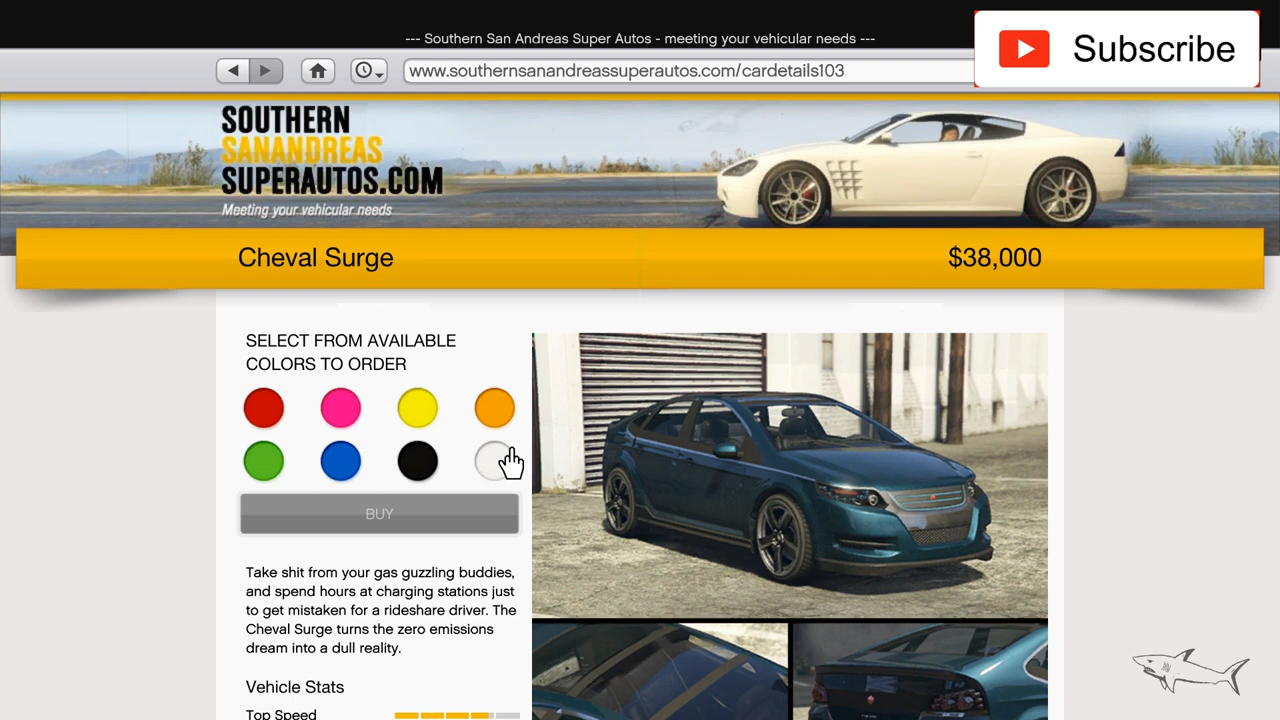 --- Southern San Andreas Super Autos - meeting your vehicular needs ---
Subscribe
www.southernsanandreassuperautos.com/cardetails103
SOUTHERN
SANANDREAS
SUPERAUTOS.COM
Meeting your vehicular needs
Cheval Surge
$38,000
SELECT FROM AVAILABLE
COLORS TO ORDER
BUY
Take shit from your gas guzzling buddies,
and spend hours at charging stations just
to get mistaken for a rideshare driver. The
Cheval Surge turns the zero emissions
dream into a dull reality.
Vehicle Stats
Top Speed